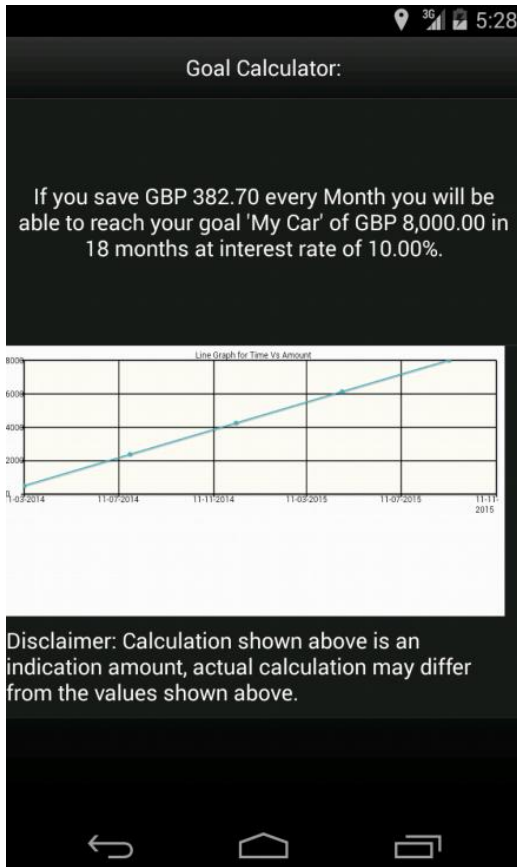 3G 5:28
Goal Calculator:
If you save GBP 382.70 every Month you will be
able to reach your goal 'My Car' of GBP 8,000.00 in
18 months at interest rate of 10.00%.
Line Graph for Time Vs Amount
8000
6000
4000
2000
0
1-03-2014 11-07-2014 11-11-2014 11-03-2015 11-07-2015 11-11-
2015
Disclaimer: Calculation shown above is an
indication amount, actual calculation may differ
from the values shown above.